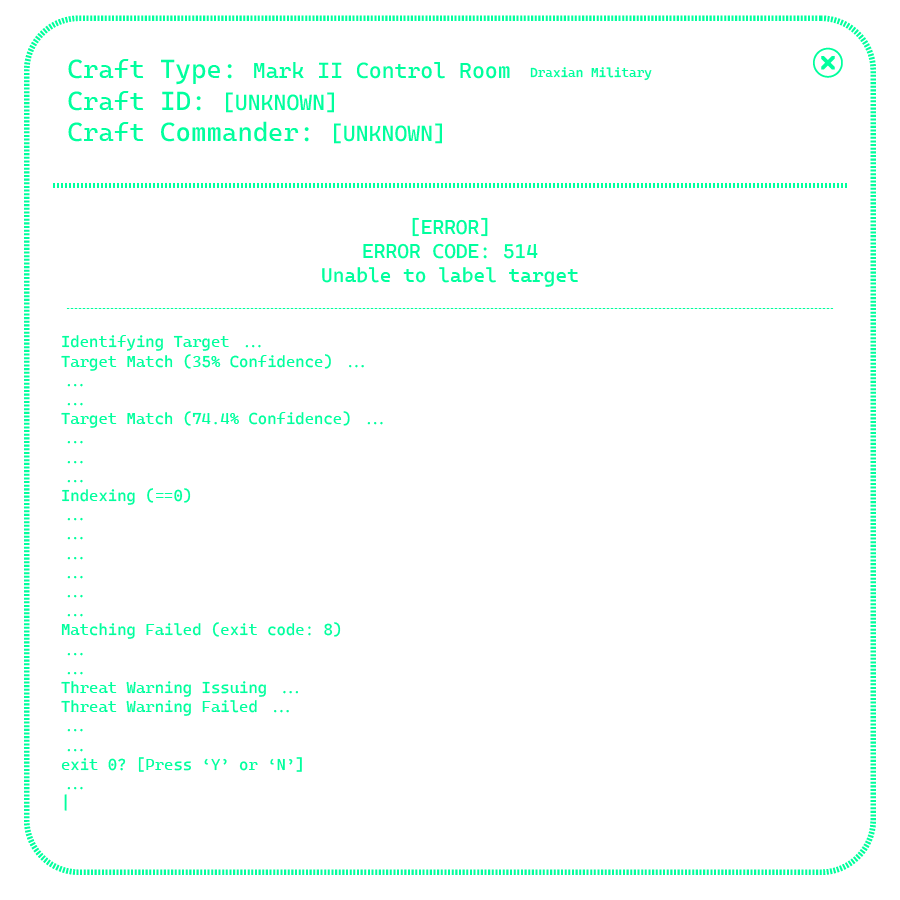 Craft Type: Mark II Control Room Draxian Military
Craft ID: [UNKNOWN]
Craft Commander: [UNKNOWN]
[ERROR]
ERROR CODE: 514
Unable to label target
Identifying Target ...
Target Match (35% Confidence) ...
...
...
Target Match (74.4% Confidence) ...
...
...
...
Indexing (==0)
...
...
...
...
...
...
Matching Failed (exit code: 8)
...
...
Threat Warning Issuing ...
Threat Warning Failed ...
...
...
exit 0? [Press ‘Y’ or ‘N’]
...
|